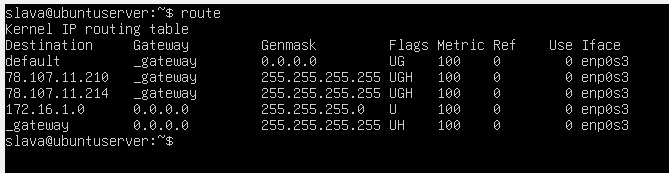 slava@ubuntuserver:~$ route
Kernel IP routing table
Destination     Gateway         Genmask         Flags Metric Ref    Use Iface
default         _gateway        0.0.0.0         UG    100    0        0 enp0s3
78.107.11.210   _gateway        255.255.255.255 UGH   100    0        0 enp0s3
78.107.11.214   _gateway        255.255.255.255 UGH   100    0        0 enp0s3
172.16.1.0      0.0.0.0         255.255.255.0   U     100    0        0 enp0s3
_gateway        0.0.0.0         255.255.255.255 UH    100    0        0 enp0s3
slava@ubuntuserver:~$